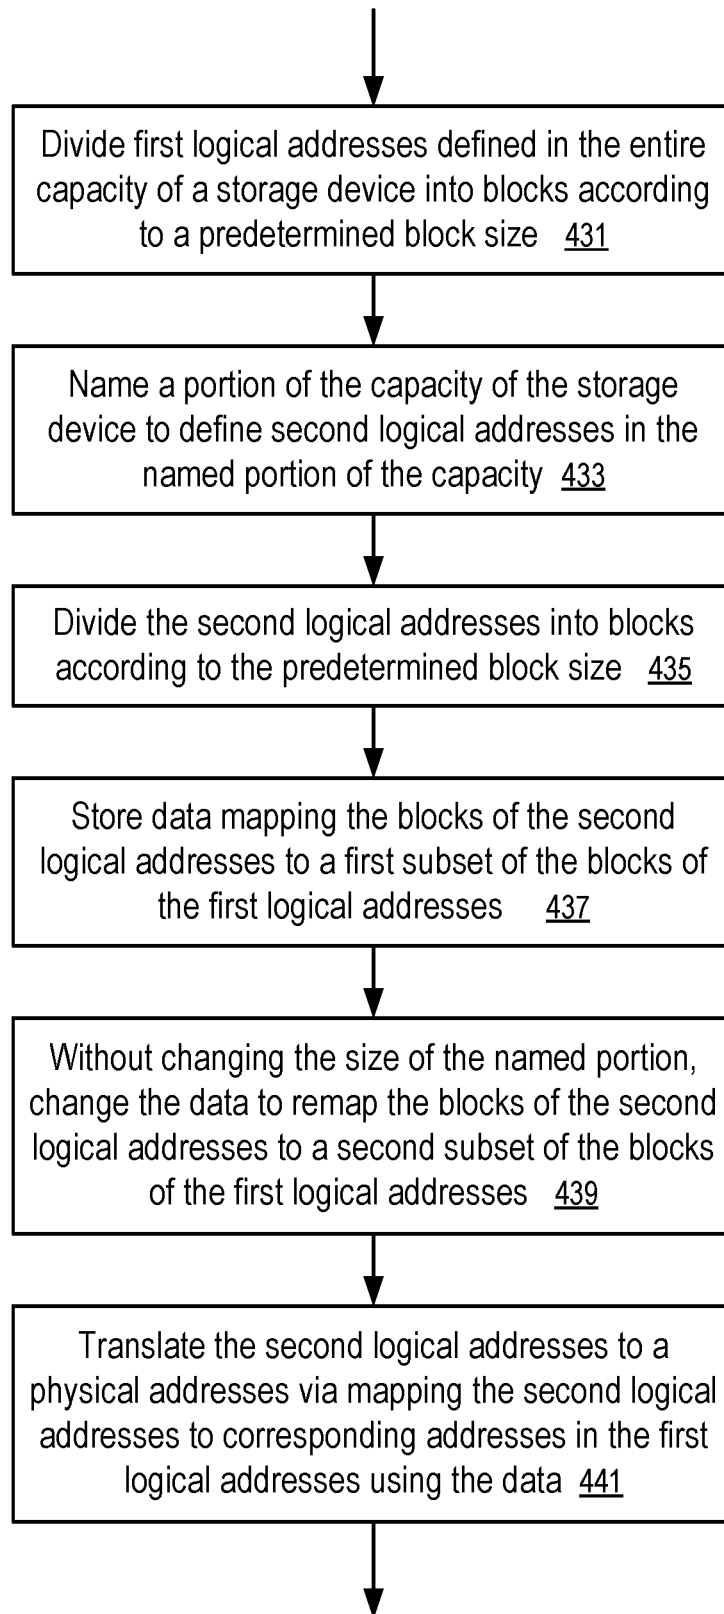 Divide first logical addresses defined in the entire
capacity of a storage device into blocks according
to a predetermined block size 431
Name a portion of the capacity of the storage
device to define second logical addresses in the
named portion of the capacity 433
Divide the second logical addresses into blocks
according to the predetermined block size 435
Store data mapping the blocks of the second
logical addresses to a first subset of the blocks of
the first logical addresses 437
Without changing the size of the named portion,
change the data to remap the blocks of the second
logical addresses to a second subset of the blocks
of the first logical addresses 439
Translate the second logical addresses to a
physical addresses via mapping the second logical
addresses to corresponding addresses in the first
logical addresses using the data 441